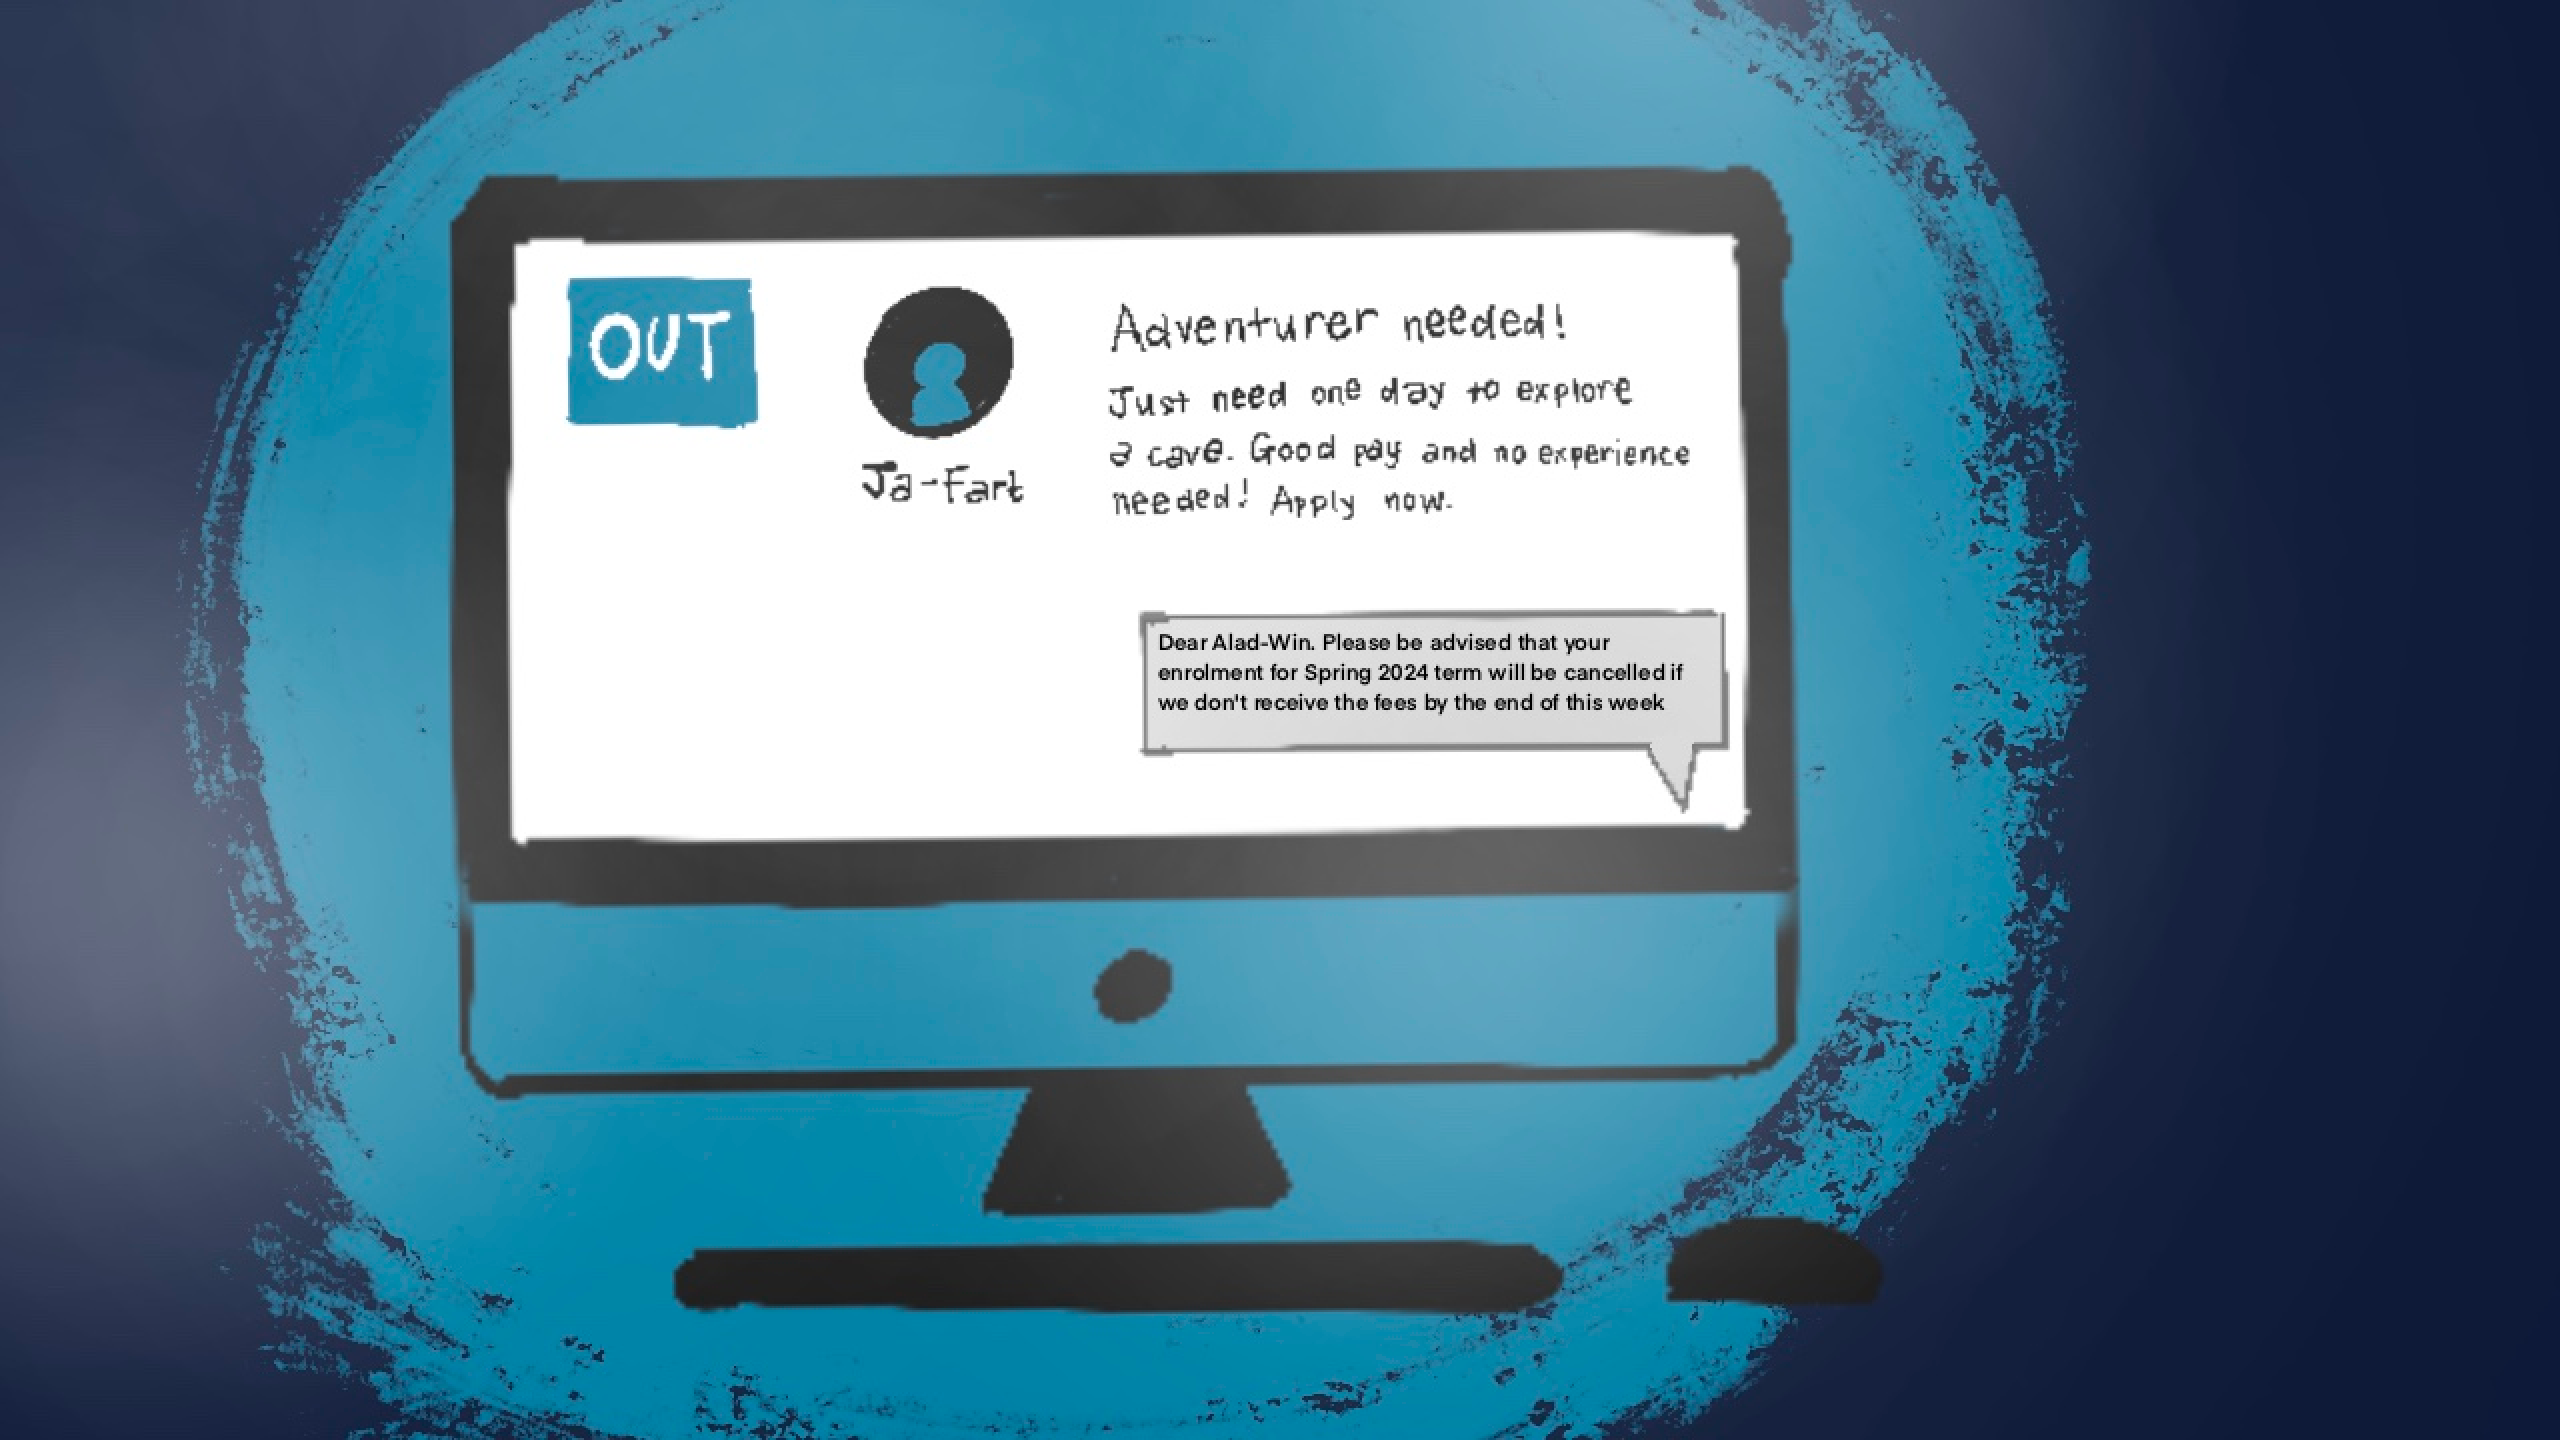 OUT
Ja-Fart
Adventurer needed!
Just need one day to explore
a cave. Good pay and no experience
needed! Apply now.
Dear Alad-Win. Please be advised that your
enrolment for Spring 2024 term will be cancelled if
we don't receive the fees by the end of this week